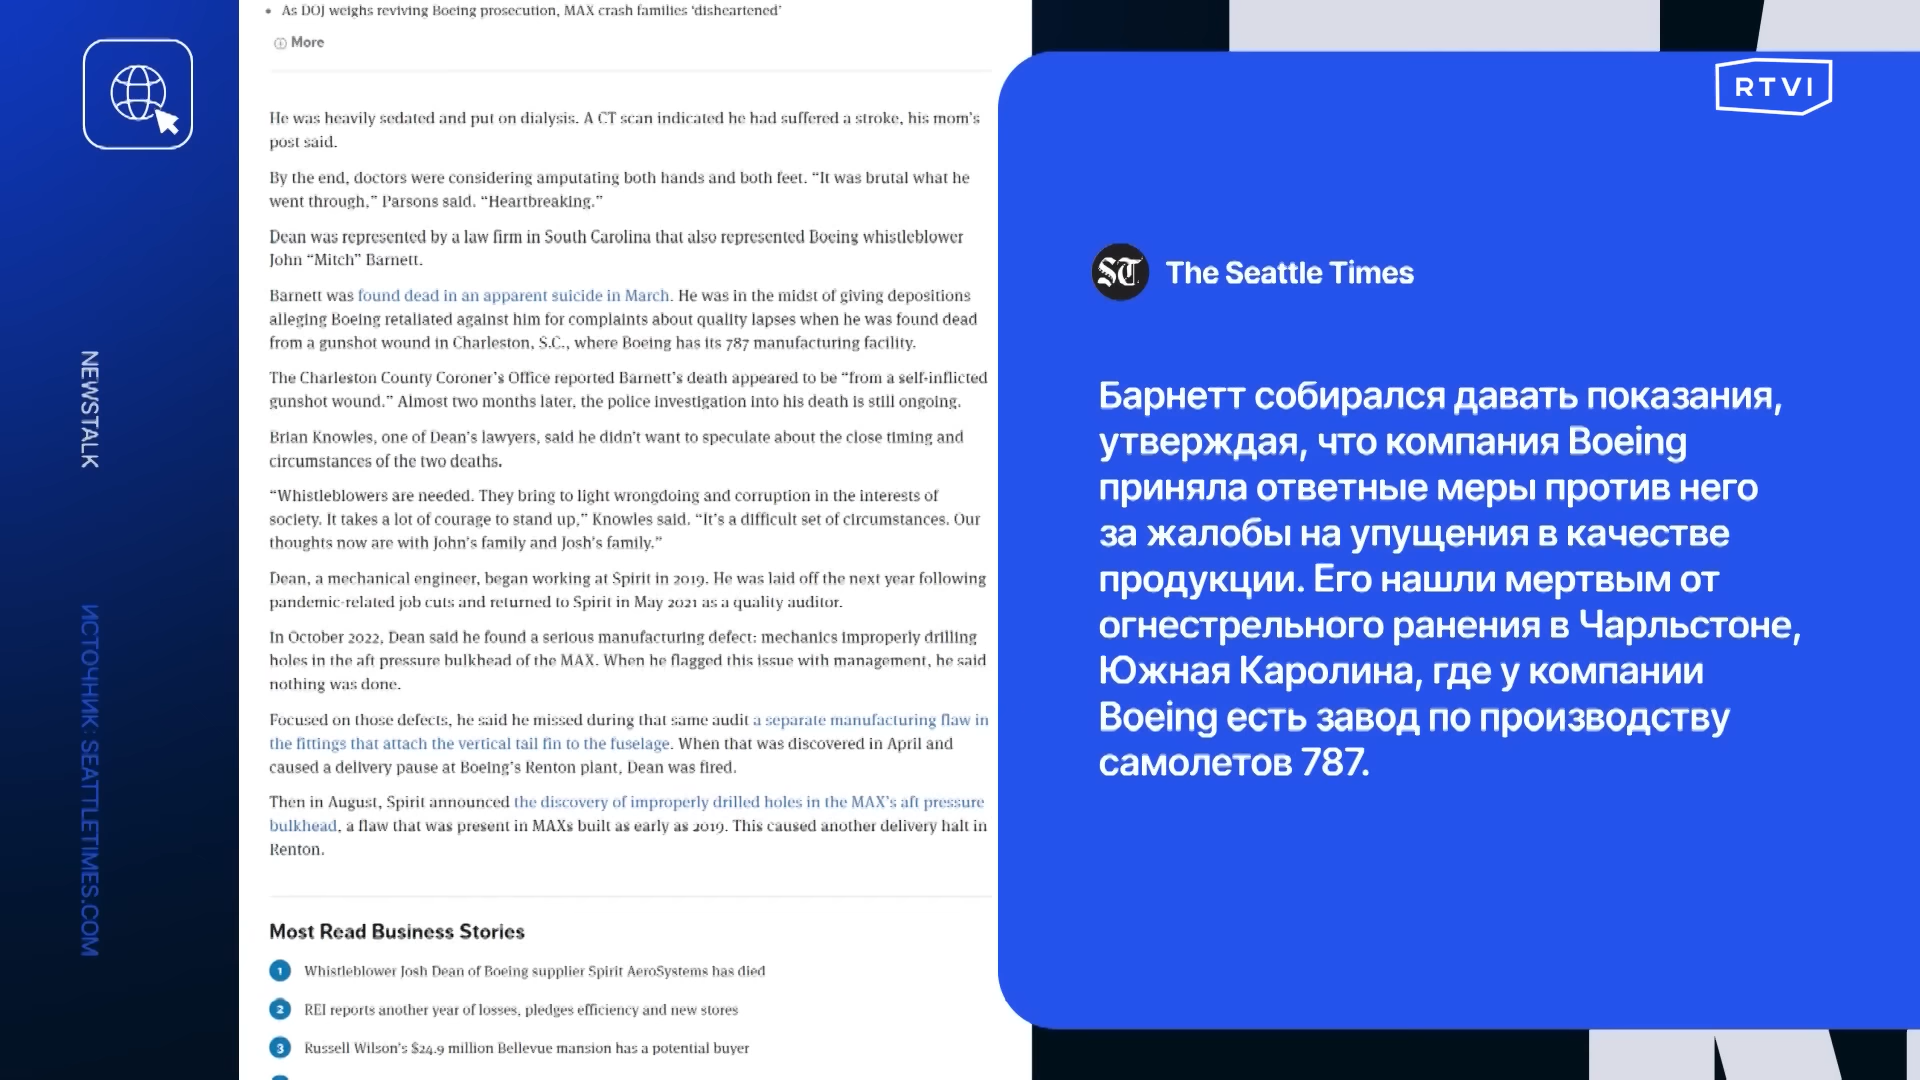 As DOJ weighs reviving Boeing prosecution, MAX crash families ‘disheartened’
More
He was heavily sedated and put on dialysis. A CT scan indicated he had suffered a stroke, his mom’s
post said.
By the end, doctors were considering amputating both hands and both feet. “It was brutal what he
went through,” Parsons said. “Heartbreaking.”
Dean was represented by a law firm in South Carolina that also represented Boeing whistleblower
John “Mitch” Barnett.
Barnett was found dead in an apparent suicide in March. He was in the midst of giving depositions
alleging Boeing retaliated against him for complaints about quality lapses when he was found dead
from a gunshot wound in Charleston, S.C., where Boeing has its 787 manufacturing facility.
The Charleston County Coroner’s Office reported Barnett’s death appeared to be “from a self-inflicted
gunshot wound.” Almost two months later, the police investigation into his death is still ongoing.
Brian Knowles, one of Dean’s lawyers, said he didn’t want to speculate about the close timing and
circumstances of the two deaths.
“Whistleblowers are needed. They bring to light wrongdoing and corruption in the interests of
society. It takes a lot of courage to stand up,” Knowles said. “It’s a difficult set of circumstances. Our
thoughts now are with John’s family and Josh’s family.”
Dean, a mechanical engineer, began working at Spirit in 2019. He was laid off the next year following
pandemic-related job cuts and returned to Spirit in May 2021 as a quality auditor.
In October 2022, Dean said he found a serious manufacturing defect: mechanics improperly drilling
holes in the aft pressure bulkhead of the MAX. When he flagged this issue with management, he said
nothing was done.
Focused on those defects, he said he missed during that same audit a separate manufacturing flaw in
the fittings that attach the vertical tail fin to the fuselage. When that was discovered in April and
caused a delivery pause at Boeing’s Renton plant, Dean was fired.
Then in August, Spirit announced the discovery of improperly drilled holes in the MAX’s aft pressure
bulkhead, a flaw that was present in MAXs built as early as 2019. This caused another delivery halt in
Renton.
Most Read Business Stories
1 Whistleblower Josh Dean of Boeing supplier Spirit AeroSystems has died
2 REI reports another year of losses, pledges efficiency and new stores
3 Russell Wilson’s $24.9 million Bellevue mansion has a potential buyer
NEWSTALK
ИСТОЧНИК: SEATTLETIMES.COM
RTVI
ST The Seattle Times
Барнетт собирался давать показания,
утверждая, что компания Boeing
приняла ответные меры против него
за жалобы на упущения в качестве
продукции. Его нашли мертвым от
огнестрельного ранения в Чарльстоне,
Южная Каролина, где у компании
Boeing есть завод по производству
самолетов 787.